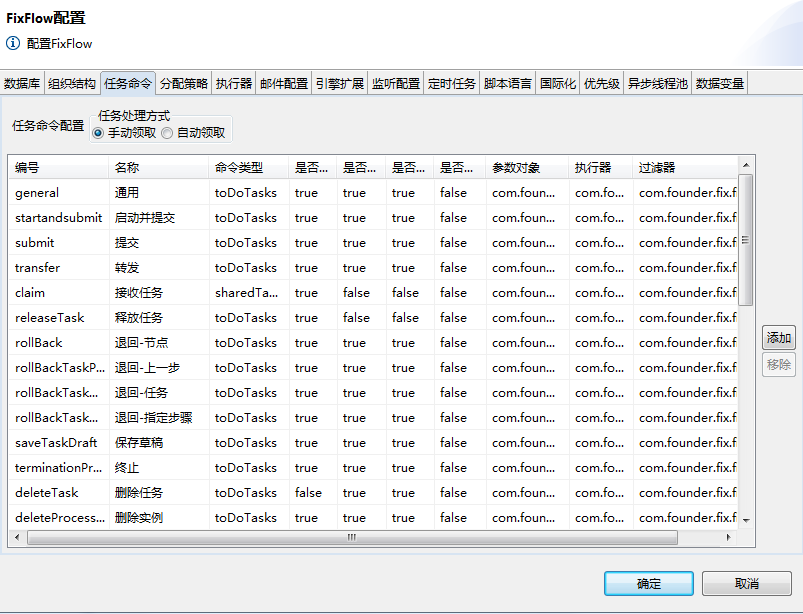 FixFlow配置
配置FixFlow
数据库 组织结构 任务命令 分配策略 执行器 邮件配置 引擎扩展 监听配置 定时任务 脚本语言 国际化 优先级 异步线程池 数据变量
任务命令配置
任务处理方式
手动领取 自动领取
编号 名称 命令类型 是否... 是否... 是否... 是否... 参数对象 执行器 过滤器
general 通用 toDoTasks true true true false com.foun... com.fo... com.founder.fix.f
startandsubmit 启动并提交 toDoTasks true true true false com.foun... com.fo... com.founder.fix.f
submit 提交 toDoTasks true true true false com.foun... com.fo... com.founder.fix.f
transfer 转发 toDoTasks true true true false com.foun... com.fo... com.founder.fix.f
claim 接收任务 sharedTa... true false false false com.foun... com.fo... com.founder.fix.f
releaseTask 释放任务 toDoTasks true false false false com.foun... com.fo... com.founder.fix.f
rollBack 退回-节点 toDoTasks true true true false com.foun... com.fo... com.founder.fix.f
rollBackTaskP... 退回-上一步 toDoTasks true true true false com.foun... com.fo... com.founder.fix.f
rollBackTask... 退回-任务 toDoTasks true true true false com.foun... com.fo... com.founder.fix.f
rollBackTask... 退回-指定步骤 toDoTasks true true true false com.foun... com.fo... com.founder.fix.f
saveTaskDraft 保存草稿 toDoTasks true true true false com.foun... com.fo... com.founder.fix.f
terminationPr... 终止 toDoTasks true true true false com.foun... com.fo... com.founder.fix.f
deleteTask 删除任务 toDoTasks false true true false com.foun... com.fo... com.founder.fix.f
deleteProcess... 删除实例 toDoTasks true true true false com.foun... com.fo... com.founder.fix.f
添加
移除
确定 取消